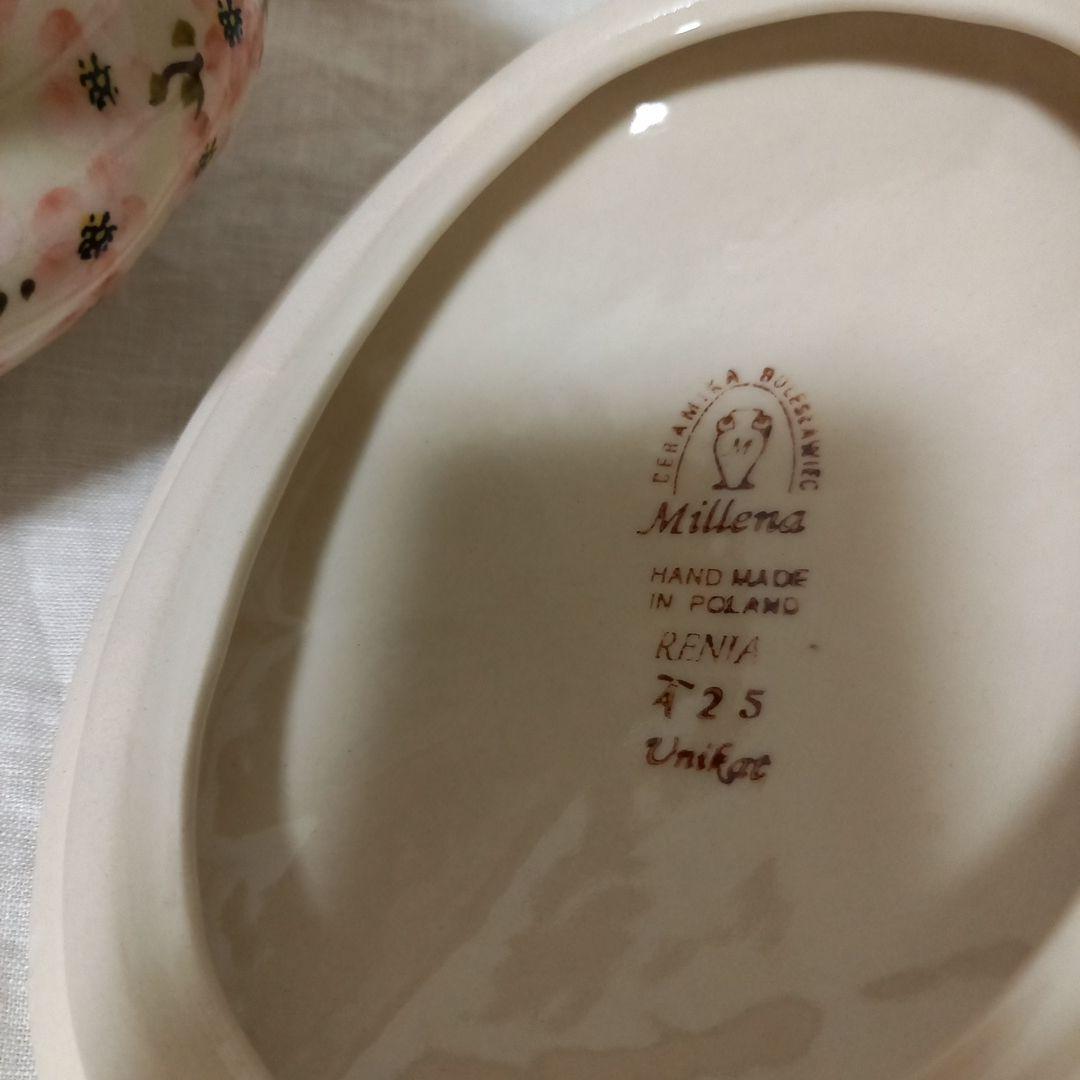 CERAMIKA BOLESŁAWIEC
M
Millena
HAND MADE
IN POLAND
RENIA
A 25
Unikat